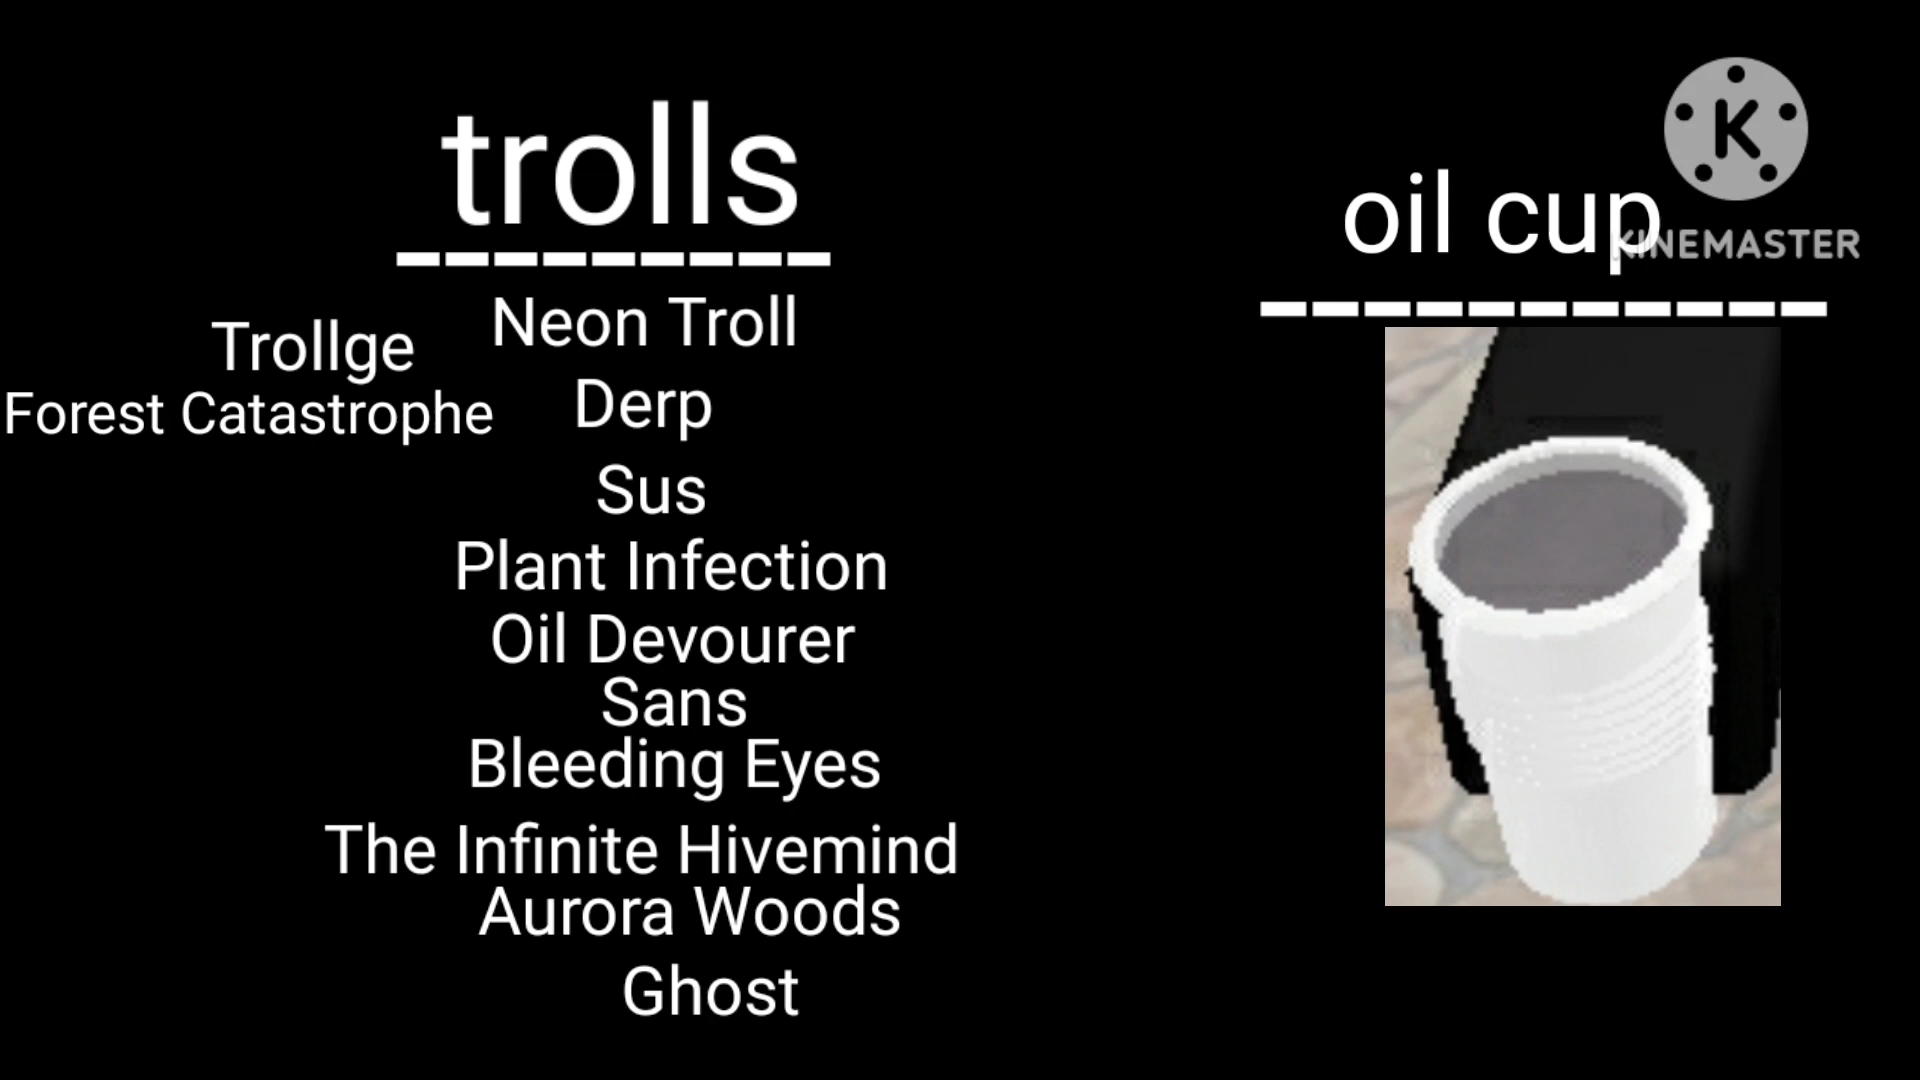 trolls
---------
Neon Troll
Trollge
Forest Catastrophe
Derp
Sus
Plant Infection
Oil Devourer
Sans
Bleeding Eyes
The Infinite Hivemind
Aurora Woods
Ghost
oil cup
-----------
K
KINEMASTER